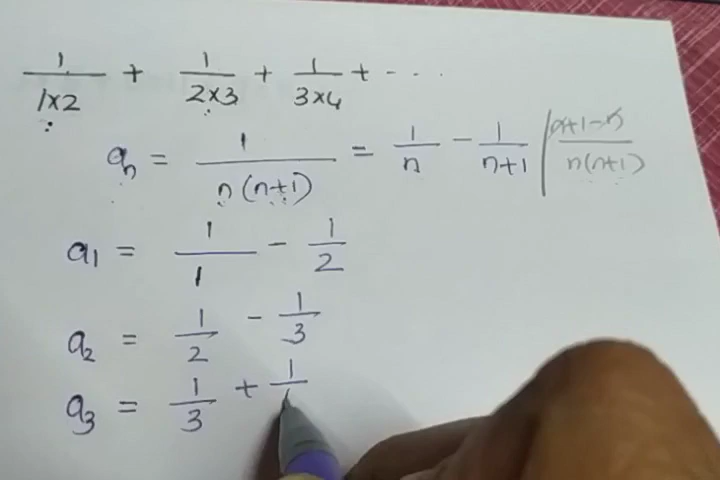 1/1×2 + 1/2×3 + 1/3×4 + - - - -
aₙ = 1/n(n+1) = 1/n - 1/n+1 | n+1-n/n(n+1)
a₁ = 1/1 - 1/2
a₂ = 1/2 - 1/3
a₃ = 1/3 + 1/